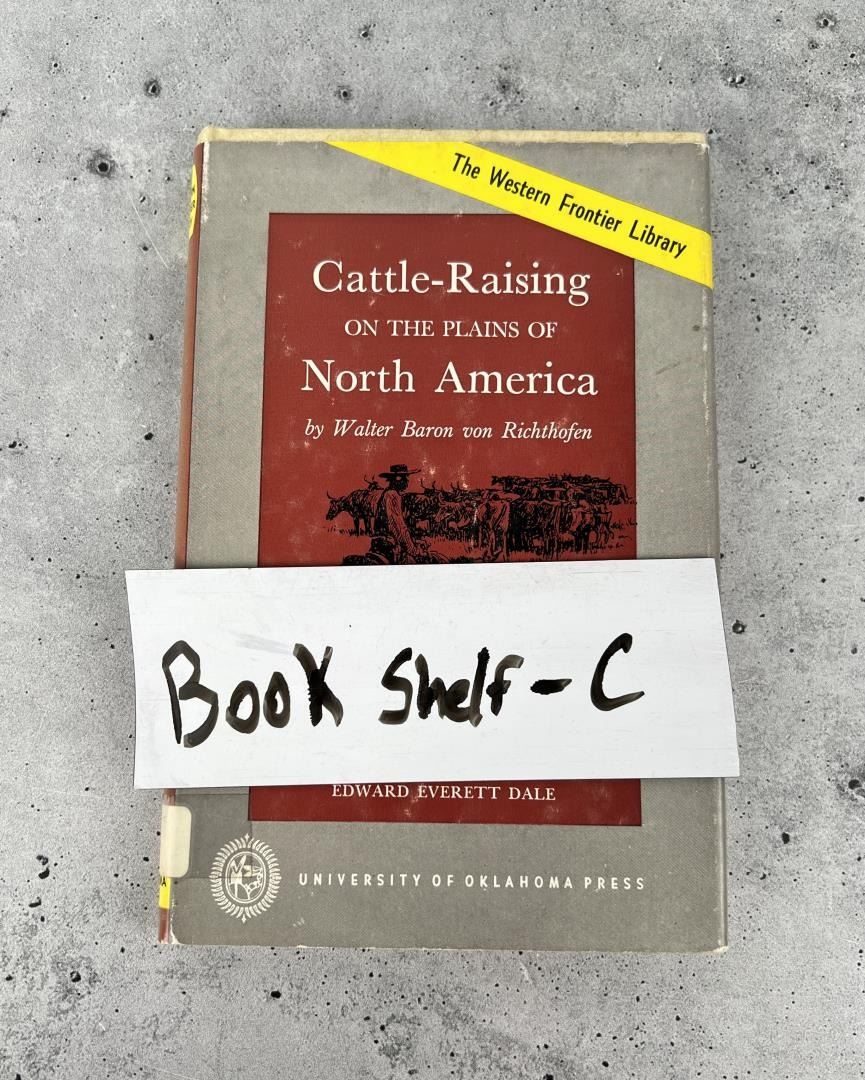 The Western Frontier Library
Cattle-Raising
ON THE PLAINS OF
North America
by Walter Baron von Richthofen
BOOK Shelf - C
EDWARD EVERETT DALE
UNIVERSITY OF OKLAHOMA PRESS